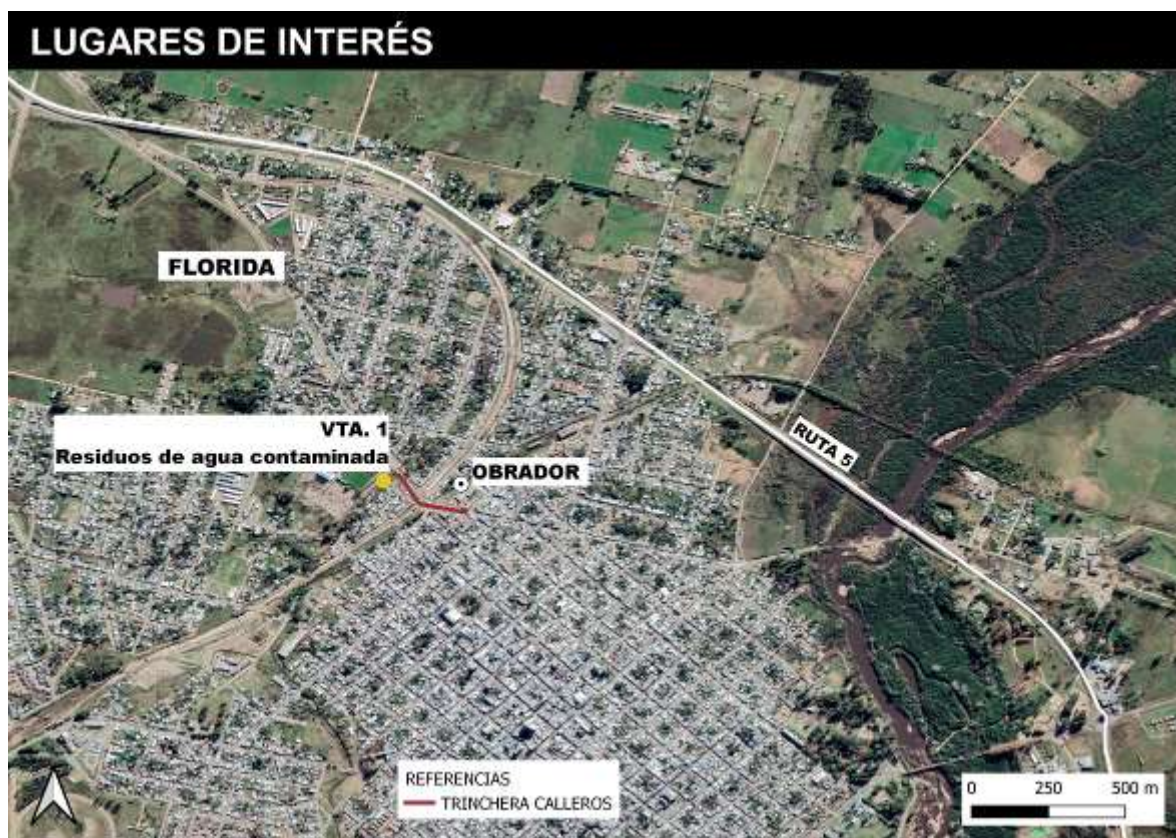 LUGARES DE INTERÉS
FLORIDA
VTA. 1
Residuos de agua contaminada
OBRADOR
RUTA 5
REFERENCIAS
TRINCHERA CALLEROS
0 250 500 m